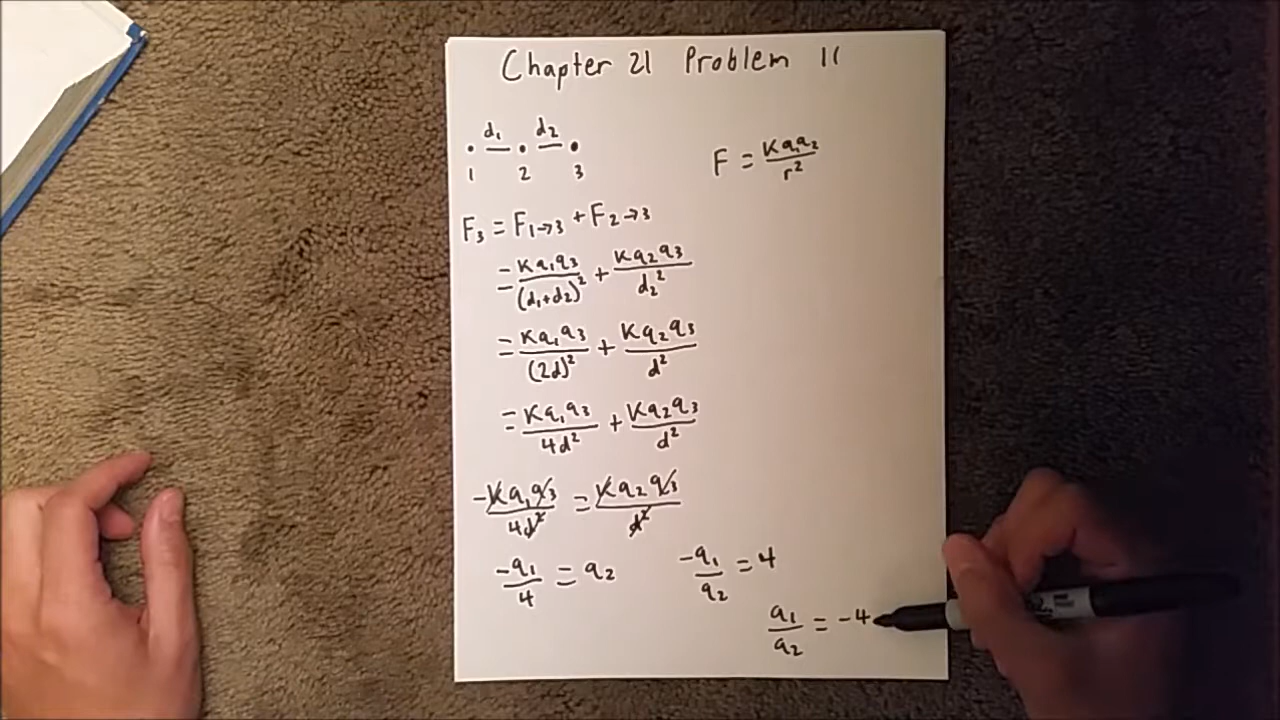 Chapter 21 Problem 11
d₁ d₂
1 2 3
F = Kq₁q₂/r²
F₃ = F₁→₃ + F₂→₃
= Kq₁q₃/(d₁+d₂)² + Kq₂q₃/d₂²
= Kq₁q₃/(2d)² + Kq₂q₃/d²
= Kq₁q₃/4d² + Kq₂q₃/d²
-Kq₁q₃/4d² = Kq₂q₃/d²
-q₁/4 = q₂
-q₁/q₂ = 4
q₁/q₂ = -4